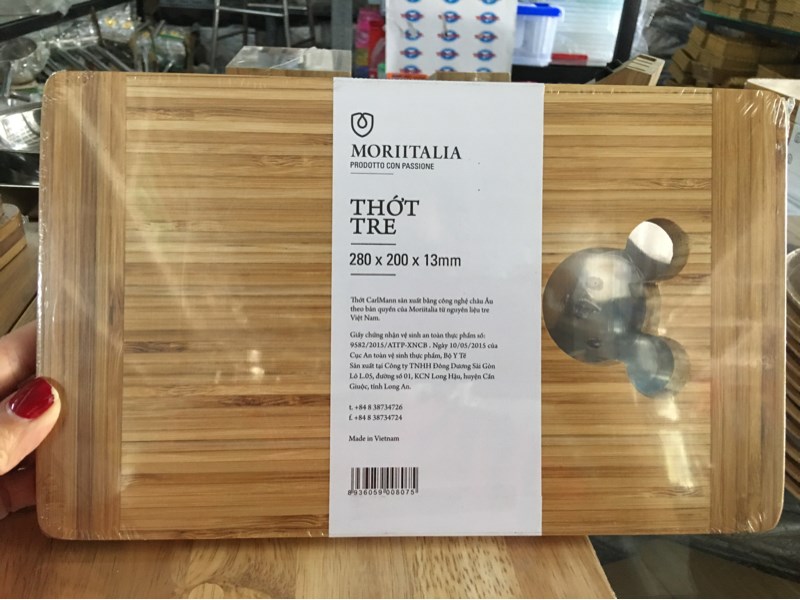 MORIITALIA
PRODOTTO CON PASSIONE
THỚT
TRE
280 x 200 x 13mm
Thớt CarlMann sản xuất bằng công nghệ châu Âu
theo bản quyền của Moriitalia từ nguyên liệu tre
Việt Nam.
Giấy chứng nhận vệ sinh an toàn thực phẩm số:
9582/2015/ATTP-XNCB . Ngày 10/05/2015 của
Cục An toàn vệ sinh thực phẩm, Bộ Y Tế
Sản xuất tại Công ty TNHH Đông Dương Sài Gòn
Lô L.05, đường số 01, KCN Long Hậu, huyện Cần
Giuộc, tỉnh Long An.
t. +84 8 38734726
f. +84 8 38734724
Made in Vietnam
8936059008075